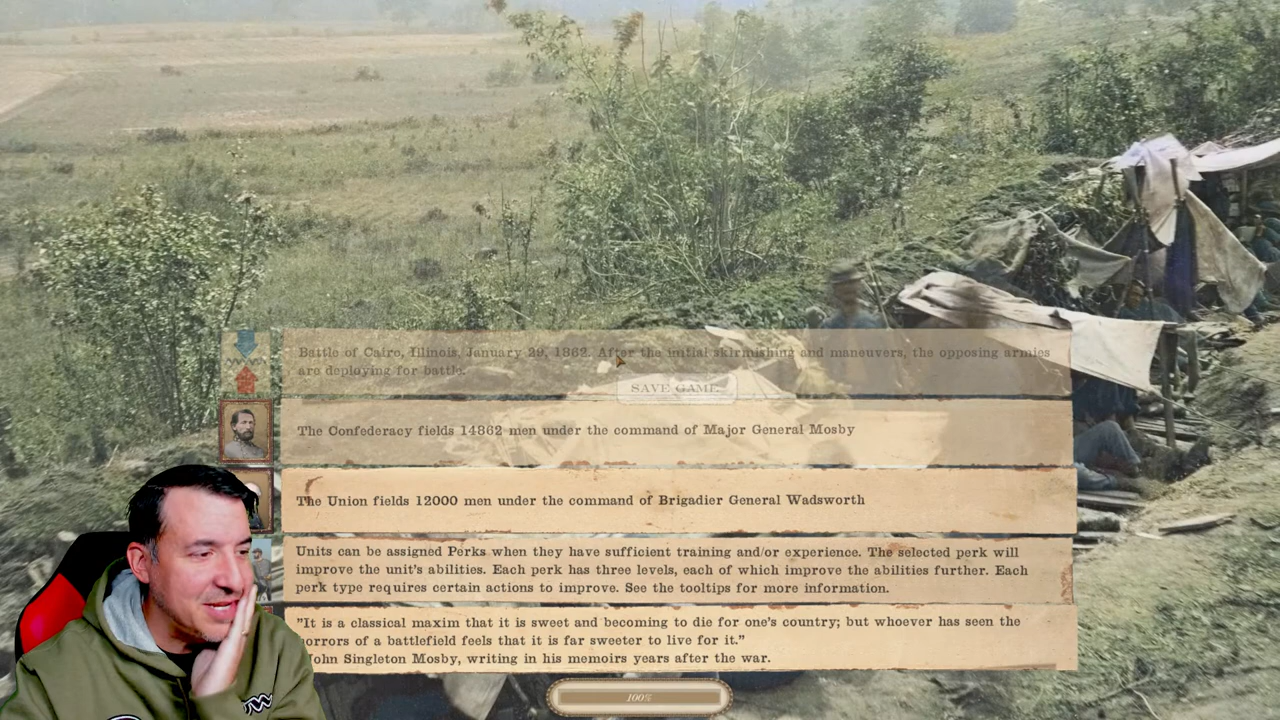 Battle of Cairo, Illinois, January 29, 1862. After the initial skirmishing and maneuvers, the opposing armies
are deploying for battle.
SAVE GAME
The Confederacy fields 14862 men under the command of Major General Mosby
The Union fields 12000 men under the command of Brigadier General Wadsworth
Units can be assigned Perks when they have sufficient training and/or experience. The selected perk will
improve the unit's abilities. Each perk has three levels, each of which improve the abilities further. Each
perk type requires certain actions to improve. See the tooltips for more information.
"It is a classical maxim that it is sweet and becoming to die for one's country; but whoever has seen the
horrors of a battlefield feels that it is far sweeter to live for it."
John Singleton Mosby, writing in his memoirs years after the war.
100%